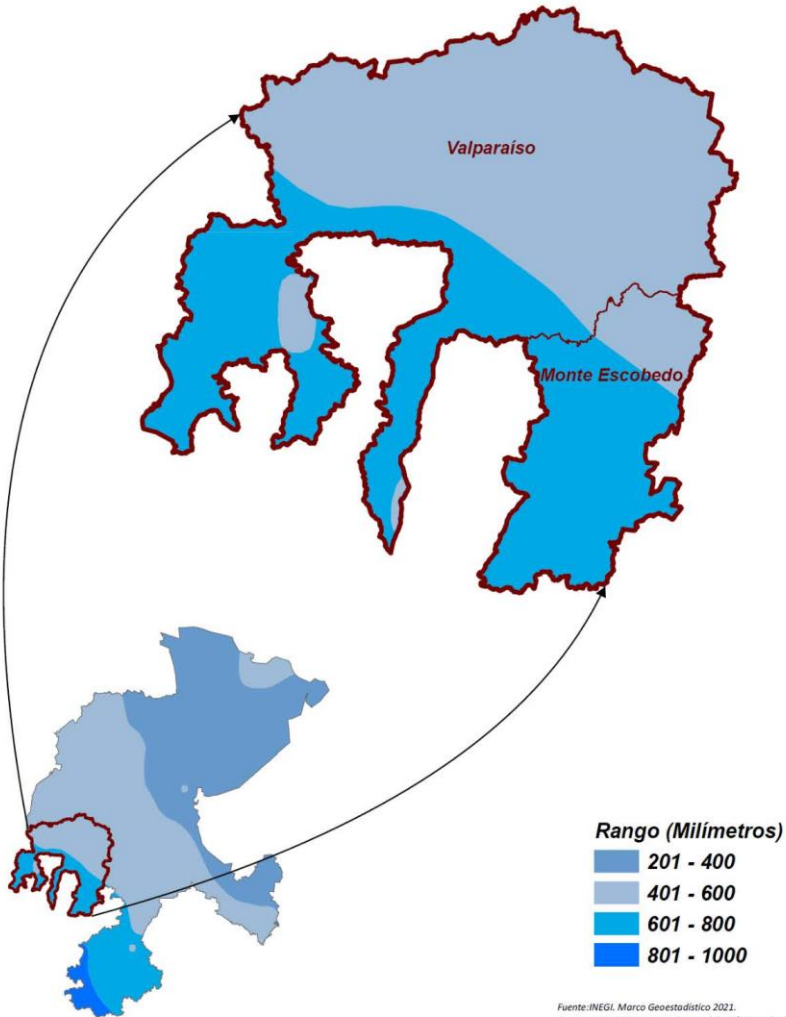 Valparaíso
Monte Escobedo
Rango (Milímetros)
201 - 400
401 - 600
601 - 800
801 - 1000
Fuente:INEGI. Marco Geoestadístico 2021.